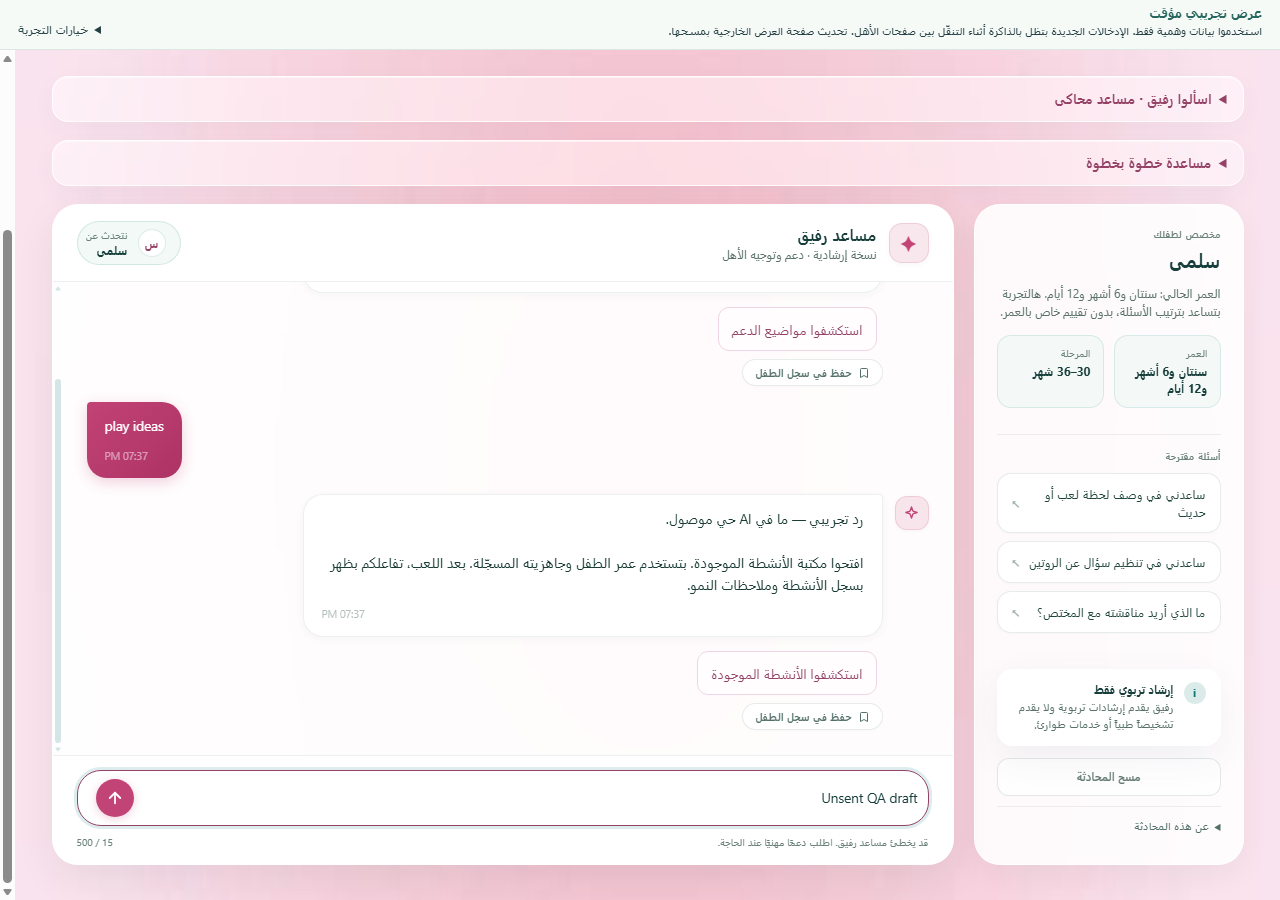 عرض تجريبي مؤقت
استخدموا بيانات وهمية فقط. الإدخالات الجديدة بتظل بالذاكرة أثناء التنقّل بين صفحات الأهل. تحديث صفحة العرض الخارجية بمسحها.
خيارات التجربة
اسألوا رفيق · مساعد محاكى
مساعدة خطوة بخطوة
مخصص لطفلك
سلمى
العمر الحالي: سنتان و6 أشهر و12 أيام. هالتجربة
بتساعد بترتيب الأسئلة، بدون تقييم خاص بالعمر.
العمر
سنتان و6 أشهر
و12 أيام
المرحلة
30–36 شهر
أسئلة مقترحة
ساعدني في وصف لحظة لعب أو
حديث
ساعدني في تنظيم سؤال عن الروتين
ما الذي أريد مناقشته مع المختص؟
i
إرشاد تربوي فقط
رفيق يقدم إرشادات تربوية ولا يقدم
تشخيصاً طبياً أو خدمات طوارئ.
مسح المحادثة
عن هذه المحادثة
مساعد رفيق
نسخة إرشادية · دعم وتوجيه الأهل
س
نتحدث عن
سلمى
استكشفوا مواضيع الدعم
حفظ في سجل الطفل
play ideas
07:37 PM
رد تجريبي — ما في AI حي موصول.
افتحوا مكتبة الأنشطة الموجودة. بتستخدم عمر الطفل وجاهزيته المسجّلة. بعد اللعب، تفاعلكم بظهر
بسجل الأنشطة وملاحظات النمو.
07:37 PM
استكشفوا الأنشطة الموجودة
حفظ في سجل الطفل
Unsent QA draft
قد يخطئ مساعد رفيق. اطلب دعمًا مهنيًا عند الحاجة.
15 / 500